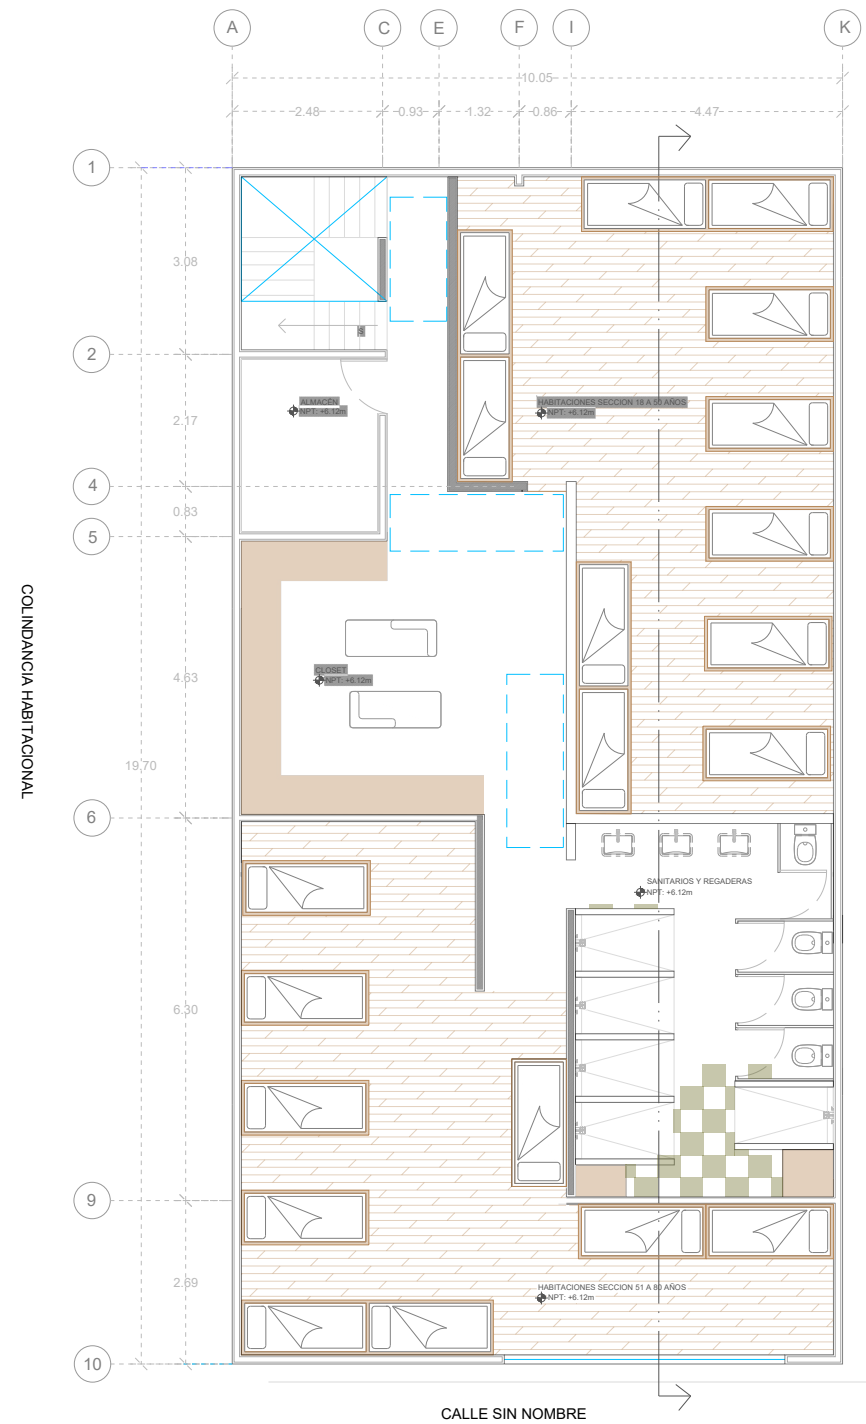 A C E F I K
10.05
2.48 0.93 1.32 0.86 4.47
1
3.08
2
ALMACÉN
NPT: +6.12m
HABITACIONES SECCION 18 A 50 AÑOS
NPT: +6.12m
2.17
4
0.83
5
COLINDANCIA HABITACIONAL
CLOSET
NPT: +6.12m
4.63
19.70
6
SANITARIOS Y REGADERAS
NPT: +6.12m
6.30
9
HABITACIONES SECCION 51 A 80 AÑOS
NPT: +6.12m
2.69
10
CALLE SIN NOMBRE